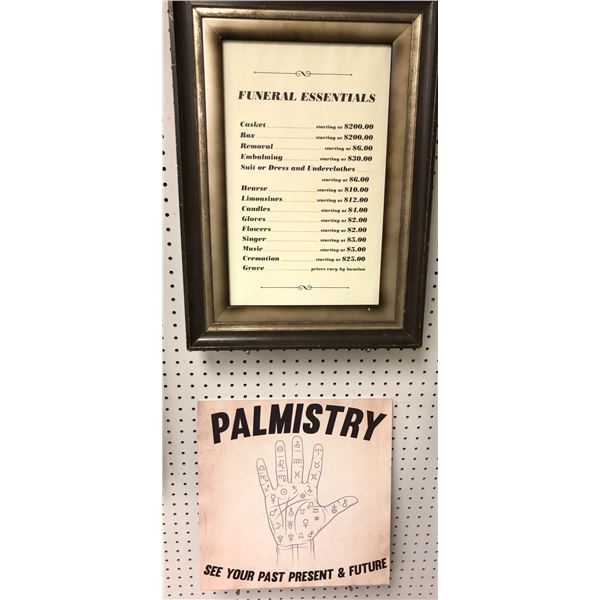 FUNERAL ESSENTIALS
Casket starting at $200.00
Box starting at $200.00
Removal starting at $6.00
Embalming starting at $30.00
Suit or Dress and Underclothes
starting at $6.00
Hearse starting at $10.00
Limousines starting at $12.00
Candles starting at $4.00
Gloves starting at $2.00
Flowers starting at $2.00
Singer starting at $5.00
Music starting at $5.00
Cremation starting at $25.00
Grave prices vary by location
PALMISTRY
SEE YOUR PAST PRESENT & FUTURE